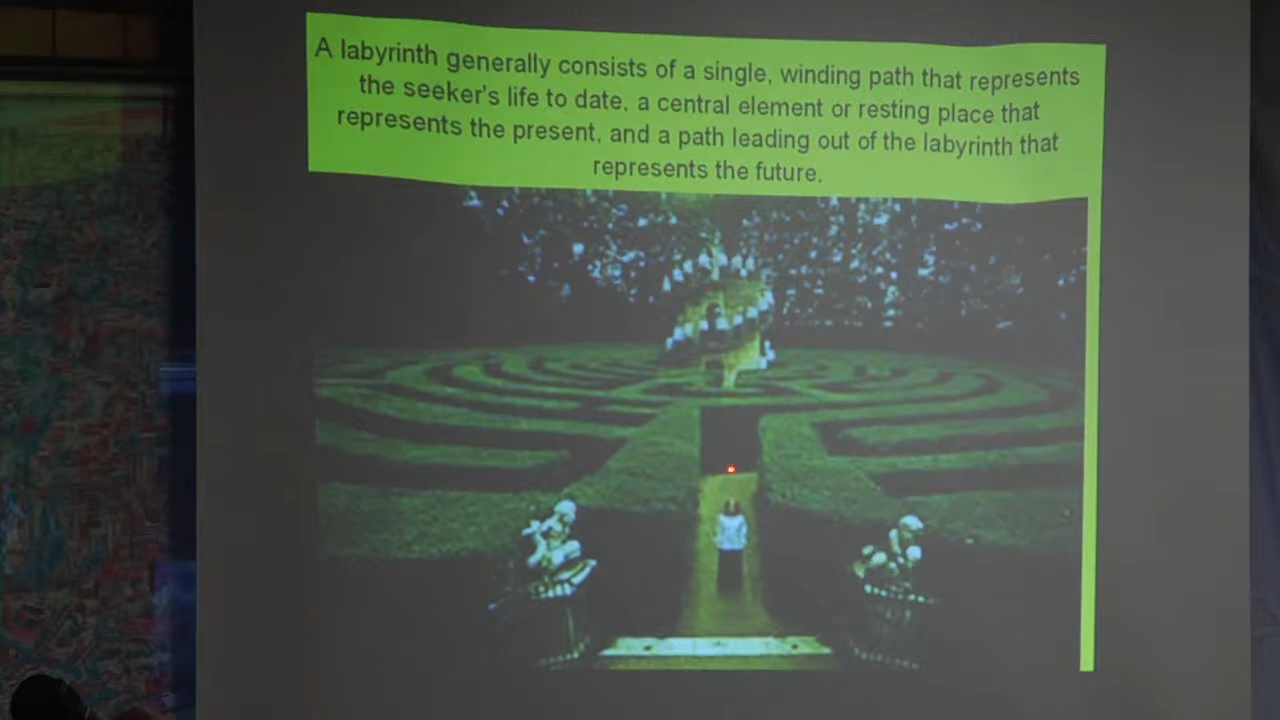 A labyrinth generally consists of a single, winding path that represents
the seeker's life to date, a central element or resting place that
represents the present, and a path leading out of the labyrinth that
represents the future.